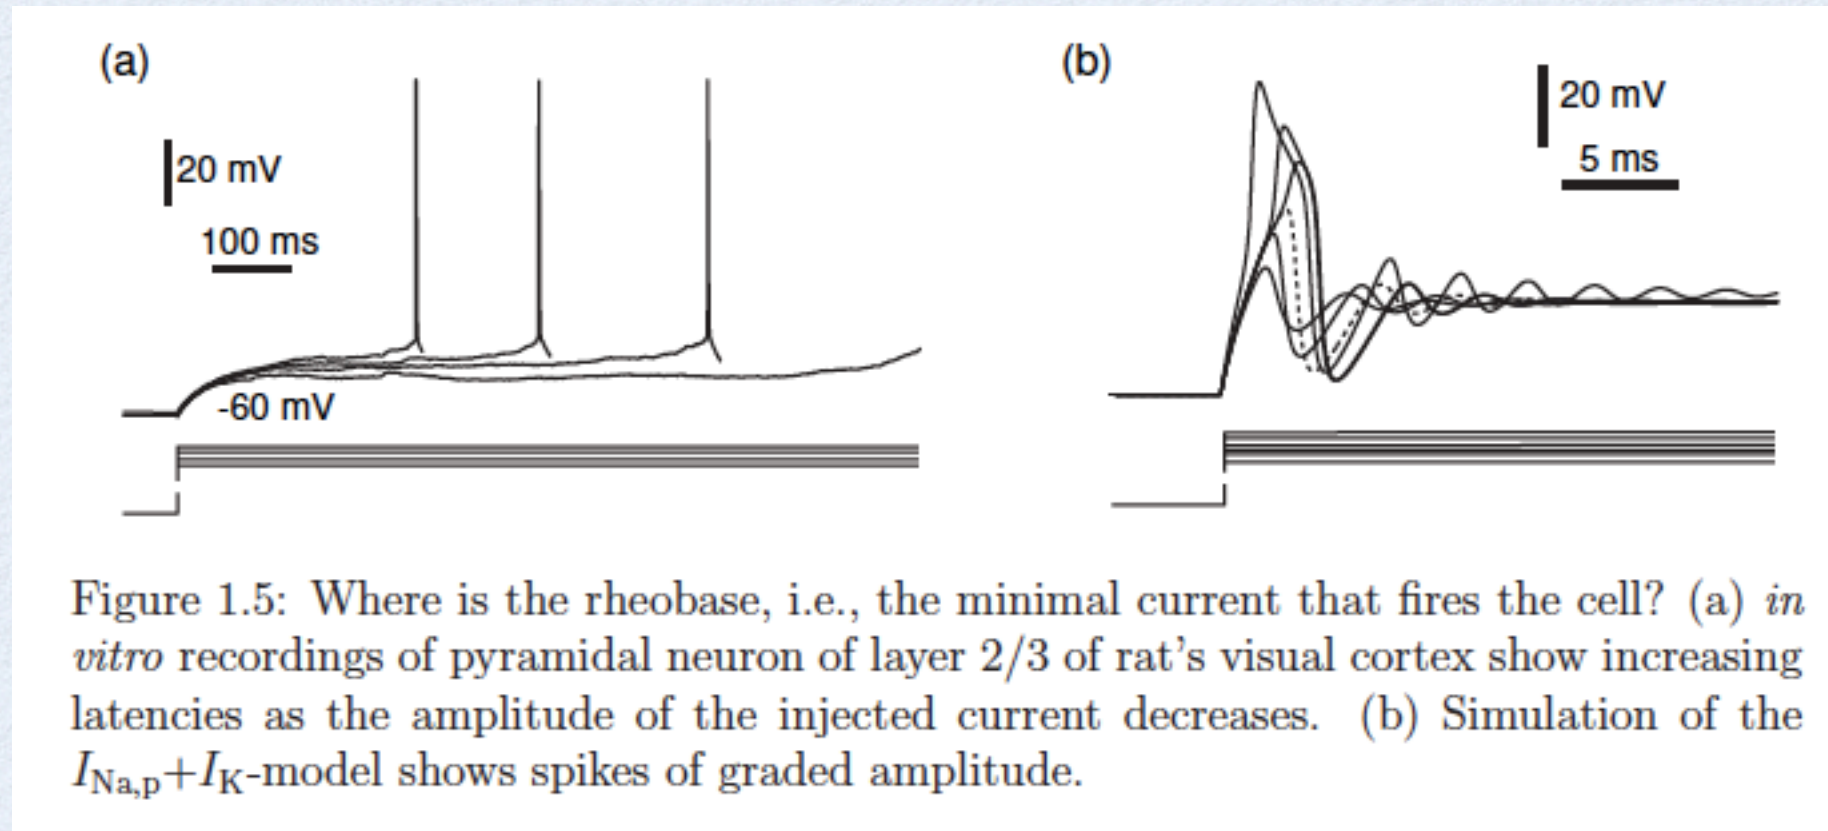 (a)
20 mV
100 ms
-60 mV
(b)
20 mV
5 ms
Figure 1.5: Where is the rheobase, i.e., the minimal current that fires the cell? (a) in
vitro recordings of pyramidal neuron of layer 2/3 of rat's visual cortex show increasing
latencies as the amplitude of the injected current decreases. (b) Simulation of the
I_Na,p+I_K-model shows spikes of graded amplitude.